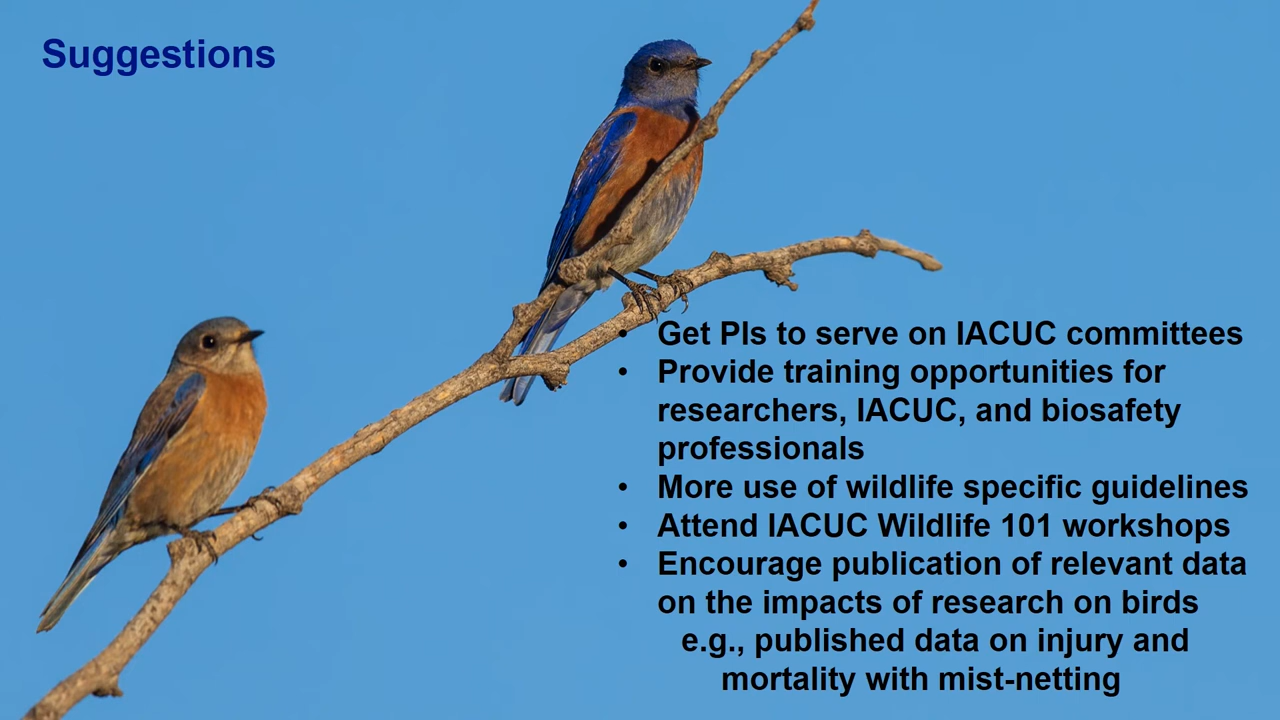 Suggestions
• Get PIs to serve on IACUC committees
• Provide training opportunities for
researchers, IACUC, and biosafety
professionals
• More use of wildlife specific guidelines
• Attend IACUC Wildlife 101 workshops
• Encourage publication of relevant data
on the impacts of research on birds
e.g., published data on injury and
mortality with mist-netting